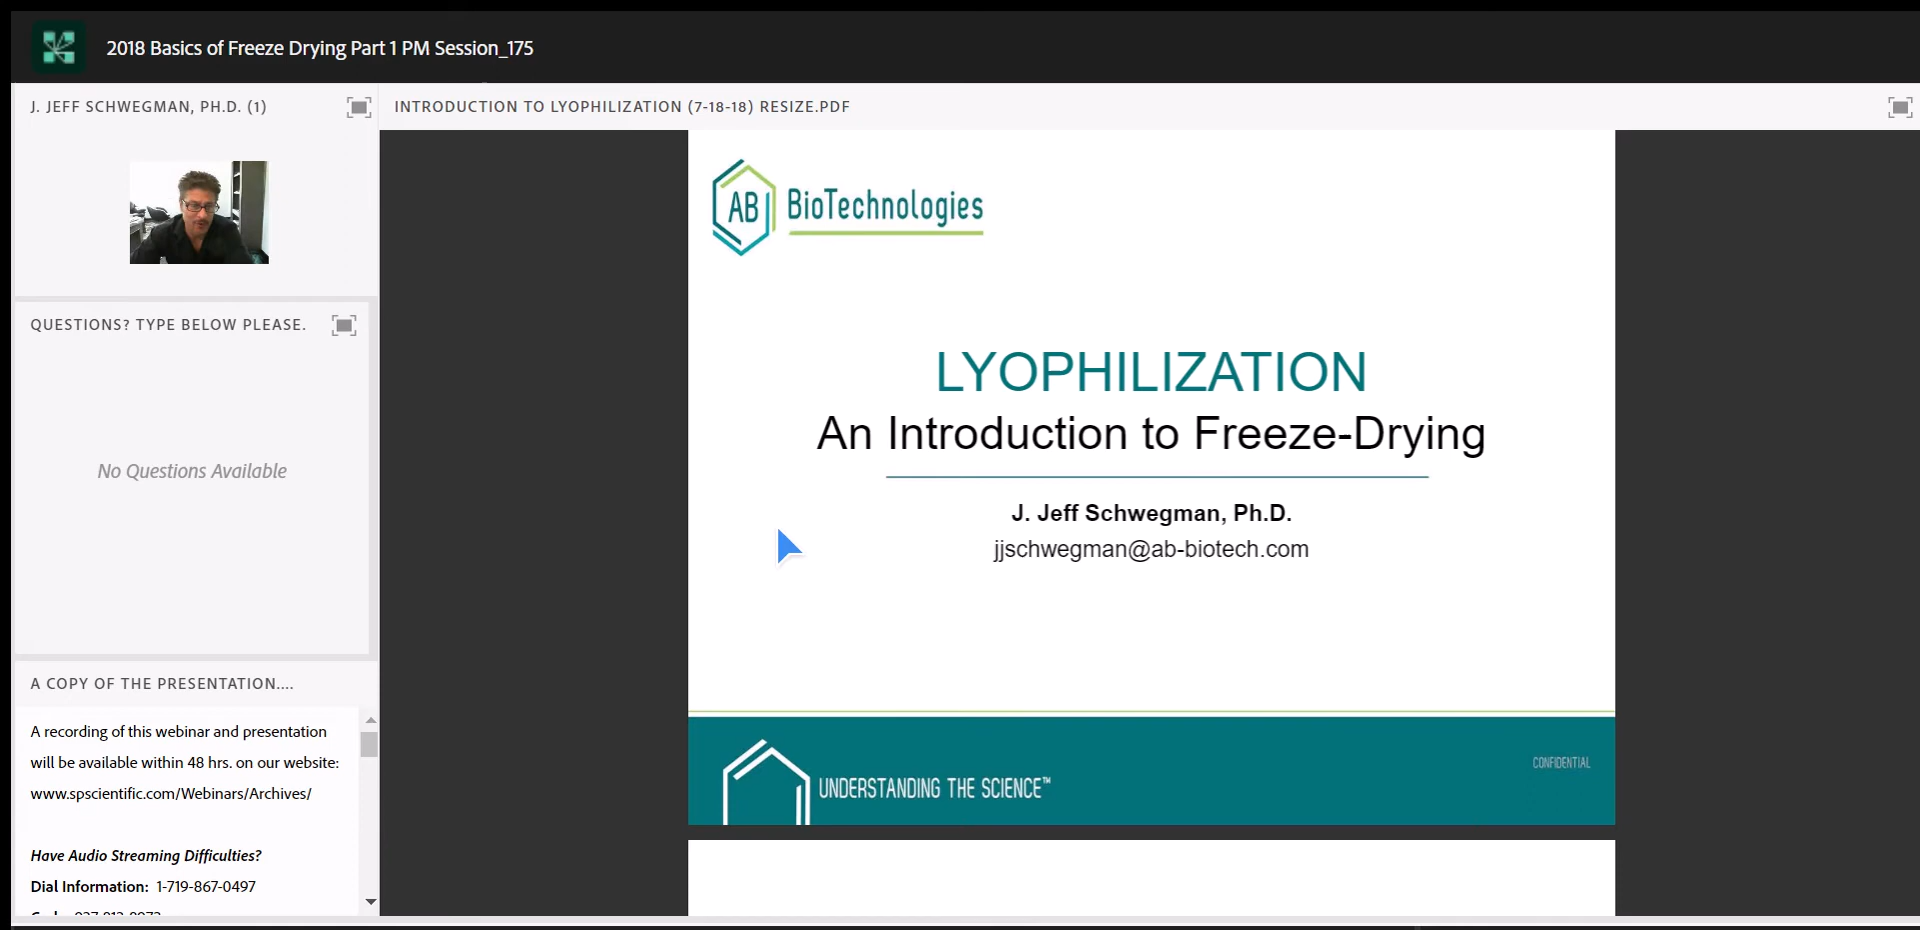 2018 Basics of Freeze Drying Part 1 PM Session_175
J. JEFF SCHWEGMAN, PH.D. (1)
INTRODUCTION TO LYOPHILIZATION (7-18-18) RESIZE.PDF
QUESTIONS? TYPE BELOW PLEASE.
No Questions Available
A COPY OF THE PRESENTATION....
A recording of this webinar and presentation
will be available within 48 hrs. on our website:
www.spscientific.com/Webinars/Archives/
Have Audio Streaming Difficulties?
Dial Information: 1-719-867-0497
AB BioTechnologies
LYOPHILIZATION
An Introduction to Freeze-Drying
J. Jeff Schwegman, Ph.D.
jjschwegman@ab-biotech.com
UNDERSTANDING THE SCIENCE™
CONFIDENTIAL